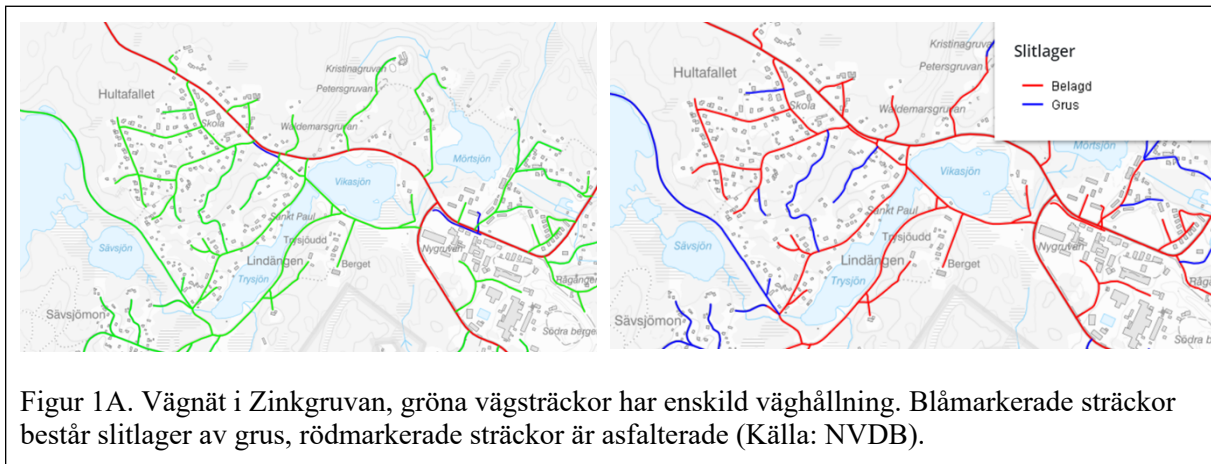 Kristinagruvan
Petersgruvan
Hultafallet
Skola
Waldemarsgruvan
Mörtsjön
Vikasjön
Sankt Paul
Sävsjön
Trysjöudd
Nygruvan
Lindängen
Berget
Trysjön
Sävsjömon
Södra berget
Kristinagruvan
Petersgruvan
Hultafallet
Skola
Waldemarsgruvan
Slitlager
Belagd
Grus
Mörtsjön
Vikasjön
Sankt Paul
Sävsjön
Trysjöudd
Nygruvan
Lindängen
Berget
Trysjön
Sävsjömon
Södra be
Figur 1A. Vägnät i Zinkgruvan, gröna vägsträckor har enskild väghållning. Blåmarkerade sträckor
består slitlager av grus, rödmarkerade sträckor är asfalterade (Källa: NVDB).